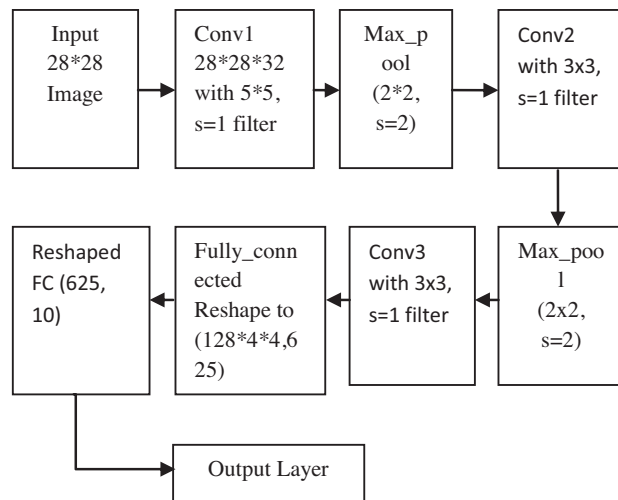 Input
28*28
Image
Conv1
28*28*32
with 5*5,
s=1 filter
Max_p
ool
(2*2,
s=2)
Conv2
with 3x3,
s=1 filter
Max_poo
l
(2x2,
s=2)
Conv3
with 3x3,
s=1 filter
Fully_conn
ected
Reshape to
(128*4*4,6
25)
Reshaped
FC (625,
10)
Output Layer